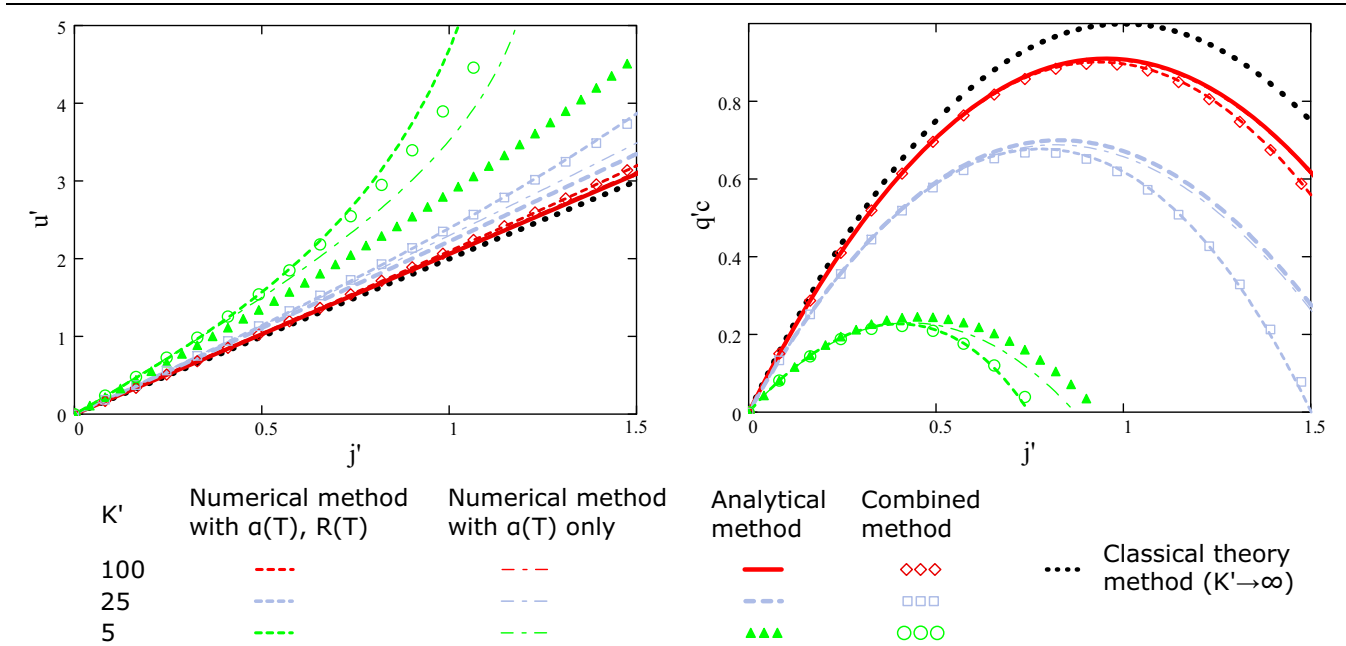 5
4
3
2
1
0
u'
0
0.5
1
1.5
j'
0.8
0.6
0.4
0.2
0
q'c
0
0.5
1
1.5
j'
K'
Numerical method
with α(T), R(T)
Numerical method
with α(T) only
Analytical
method
Combined
method
100
25
5
Classical theory
method (K'→∞)